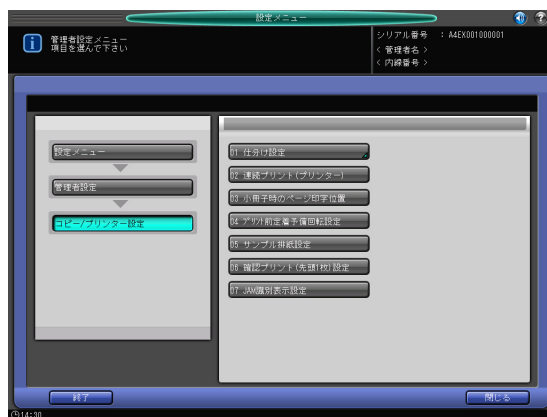 設定メニュー
管理者設定メニュー
項目を選んで下さい
シリアル番号 : A4EX001000001
< 管理者名 >
< 内線番号 >
設定メニュー
管理者設定
コピー/プリンター設定
01 仕分け設定
02 連続プリント(プリンター)
03 小冊子時のページ印字位置
04 プリント前定着予備回転設定
05 サンプル排紙設定
06 確認プリント(先頭1枚)設定
07 JAM識別表示設定
終了
閉じる
14:30